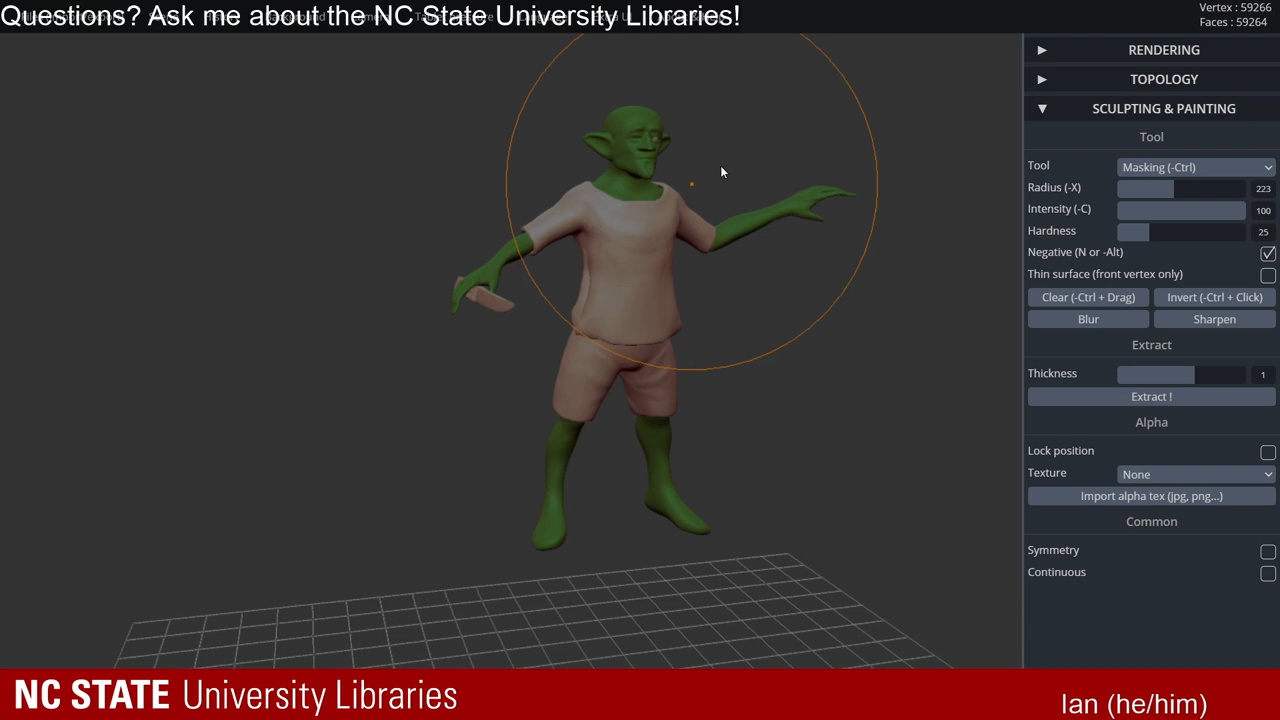 Questions? Ask me about the NC State University Libraries!
Vertex : 59266
Faces : 59264
RENDERING
TOPOLOGY
SCULPTING & PAINTING
Tool
Tool
Masking (-Ctrl)
Radius (-X)
223
Intensity (-C)
100
Hardness
25
Negative (N or -Alt)
Thin surface (front vertex only)
Clear (-Ctrl + Drag)
Invert (-Ctrl + Click)
Blur
Sharpen
Extract
Thickness
1
Extract !
Alpha
Lock position
Texture
None
Import alpha tex (jpg, png...)
Common
Symmetry
Continuous
NC STATE University Libraries
Ian (he/him)